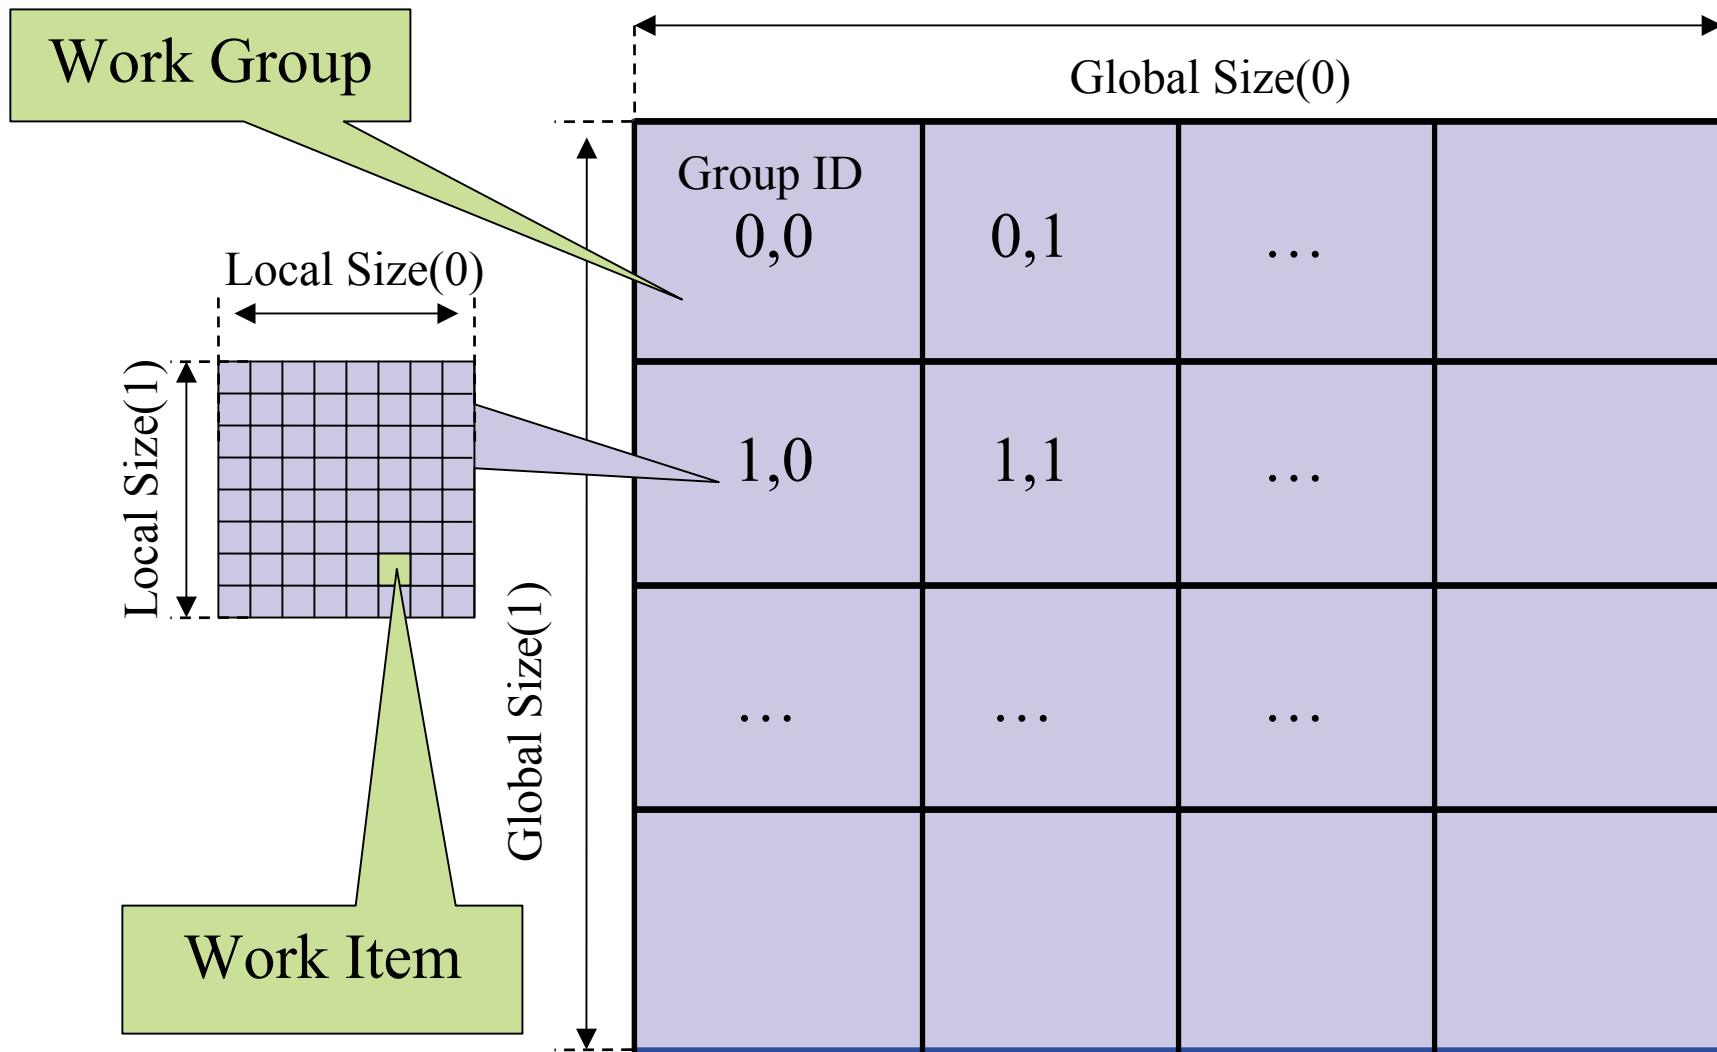 Work Group
Global Size(0)
Group ID
0,0
0,1
...
Local Size(0)
Local Size(1)
1,0
1,1
...
Global Size(1)
...
...
...
Work Item